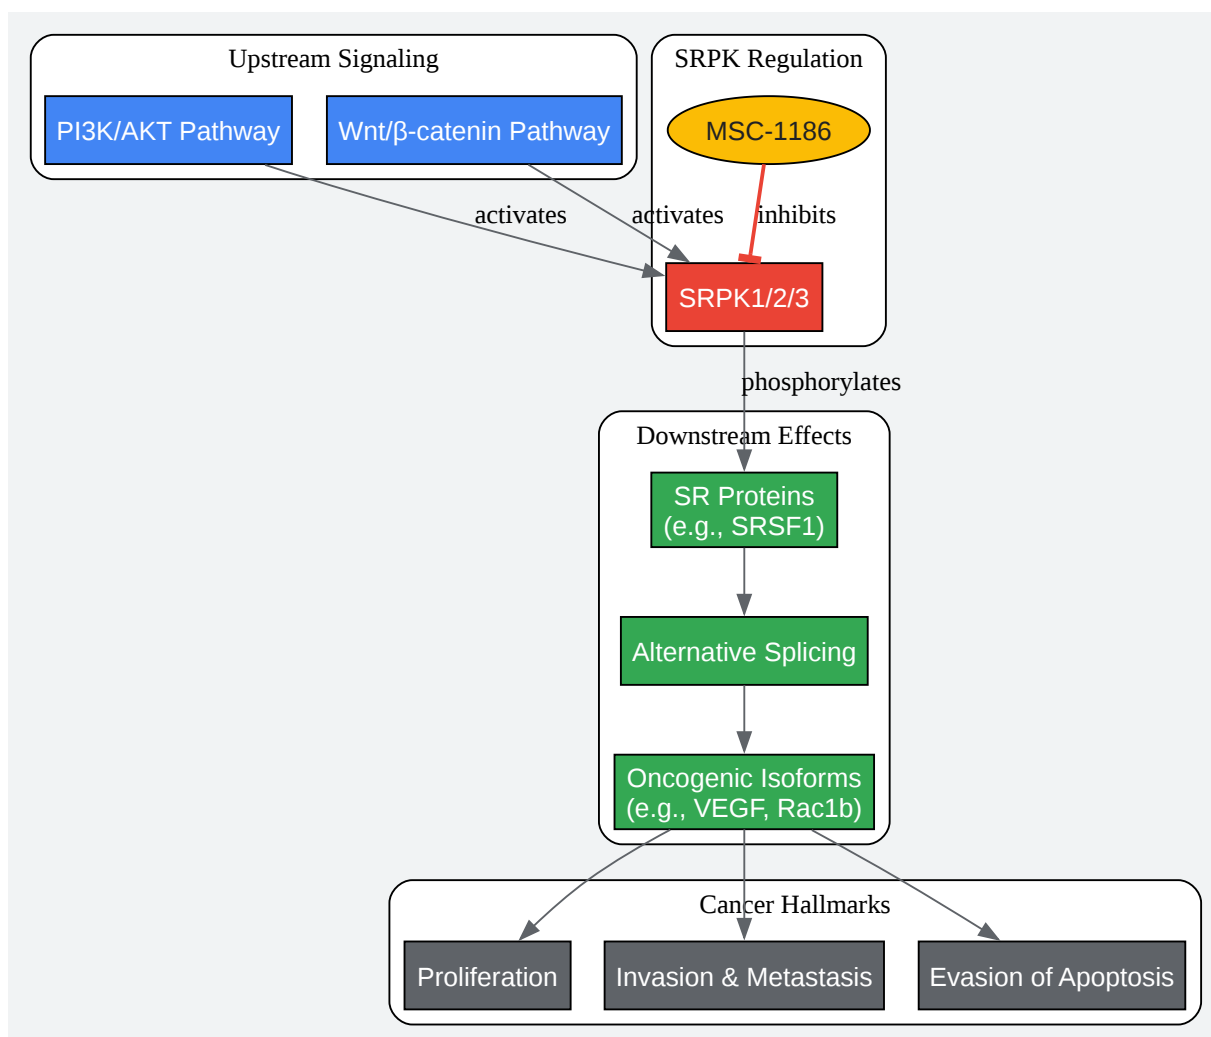 Upstream Signaling
SRPK Regulation
PI3K/AKT Pathway
Wnt/β-catenin Pathway
MSC-1186
activates
activates
inhibits
SRPK1/2/3
phosphorylates
Downstream Effects
SR Proteins
(e.g., SRSF1)
Alternative Splicing
Oncogenic Isoforms
(e.g., VEGF, Rac1b)
Cancer Hallmarks
Proliferation
Invasion & Metastasis
Evasion of Apoptosis